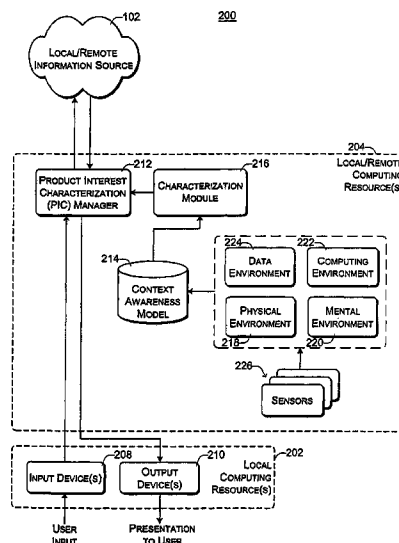 200
102
LOCAL/REMOTE
INFORMATION SOURCE
204
LOCAL/REMOTE
COMPUTING
RESOURCE(S
212
PRODUCT INTEREST
CHARACTERIZATION
(PIC) MANAGER
216
CHARACTERIZATION
MODULE
214
CONTEXT
AWARENESS
MODEL
224
DATA
ENVIRONMENT
222
COMPUTING
ENVIRONMENT
PHYSICAL
ENVIRONMENT
218
MENTAL
ENVIRONMENT
220
226
SENSORS
208
INPUT DEVICE(S)
210
OUTPUT
DEVICE(S)
202
LOCAL
COMPUTING
RESOURCE(S)
USER
INPUT
PRESENTATION
TO USER